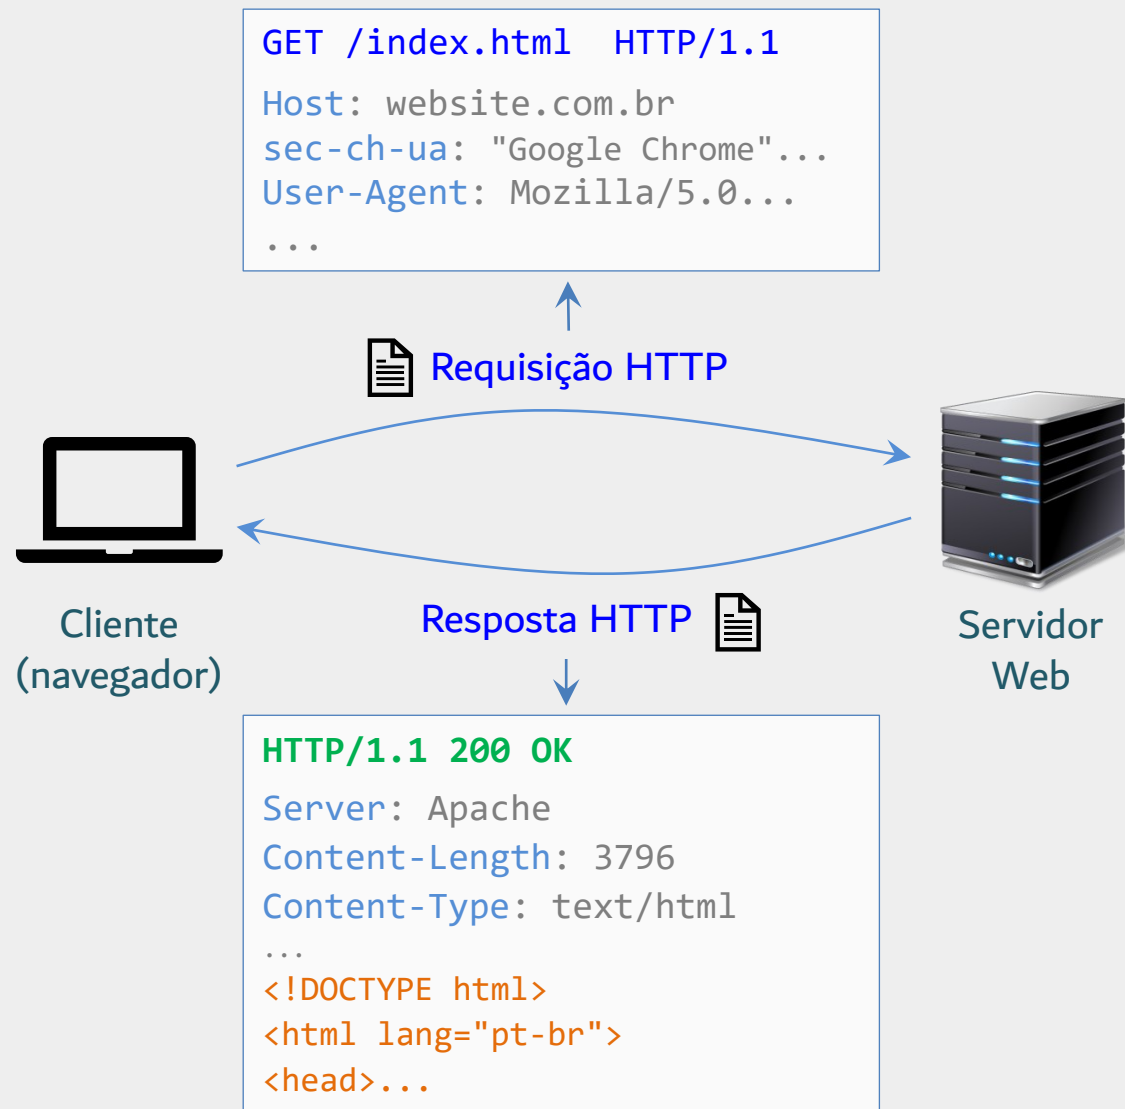 GET /index.html  HTTP/1.1
Host: website.com.br
sec-ch-ua: "Google Chrome"...
User-Agent: Mozilla/5.0...
...
Requisição HTTP
Cliente
(navegador)
Servidor
Web
Resposta HTTP
HTTP/1.1 200 OK
Server: Apache
Content-Length: 3796
Content-Type: text/html
...
<!DOCTYPE html>
<html lang="pt-br">
<head>...